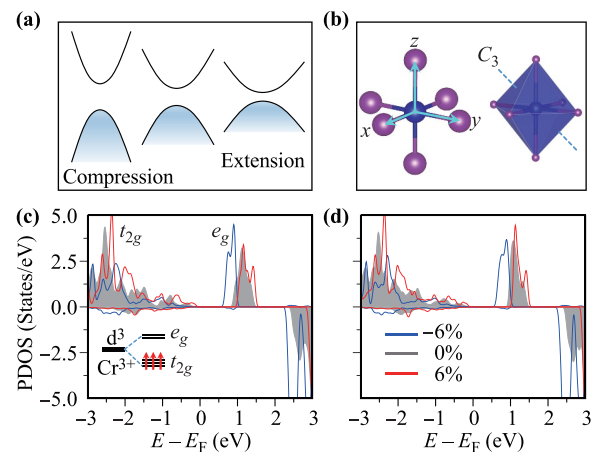 (a)
Compression
Extension
(b)
z
x
y
C3
(c)
PDOS (States/eV)
5.0
2.5
0.0
−2.5
−5.0
t2g
eg
d3
Cr3+
eg
t2g
−3 −2 −1 0 1 2 3
E − EF (eV)
(d)
−6%
0%
6%
−3 −2 −1 0 1 2 3
E − EF (eV)